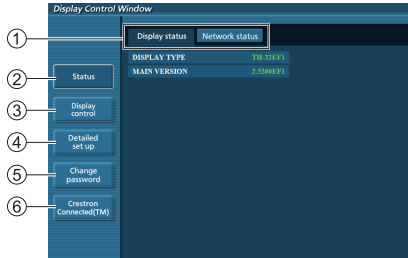 Display Control Window
① Display status Network status
DISPLAY TYPE TH-32EF1
MAIN VERSION 2.5200EF1
② Status
③ Display
control
④ Detailed
set up
⑤ Change
password
⑥ Crestron
Connected(TM)